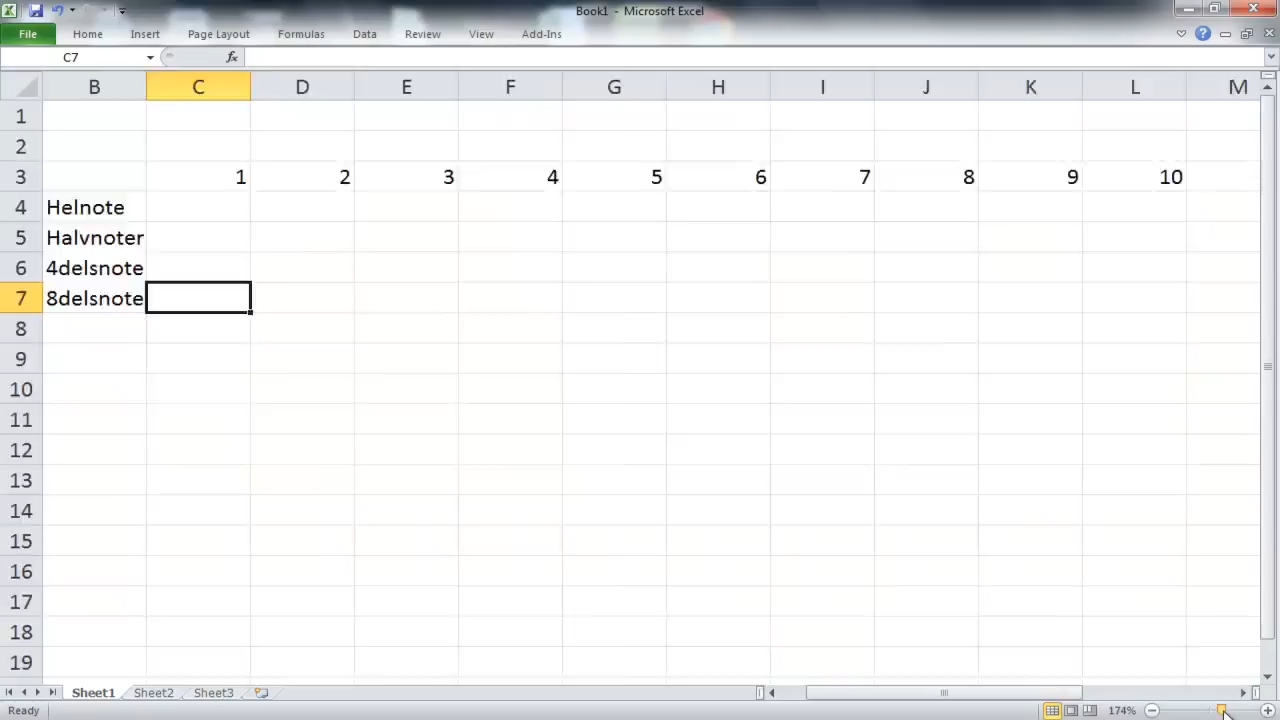 Book1 - Microsoft Excel
File Home Insert Page Layout Formulas Data Review View Add-Ins
C7 fx
B C D E F G H I J K L M
1
2
3 1 2 3 4 5 6 7 8 9 10
4 Helnote
5 Halvnoter
6 4delsnote
7 8delsnote
8
9
10
11
12
13
14
15
16
17
18
19
Sheet1 Sheet2 Sheet3
Ready 174%